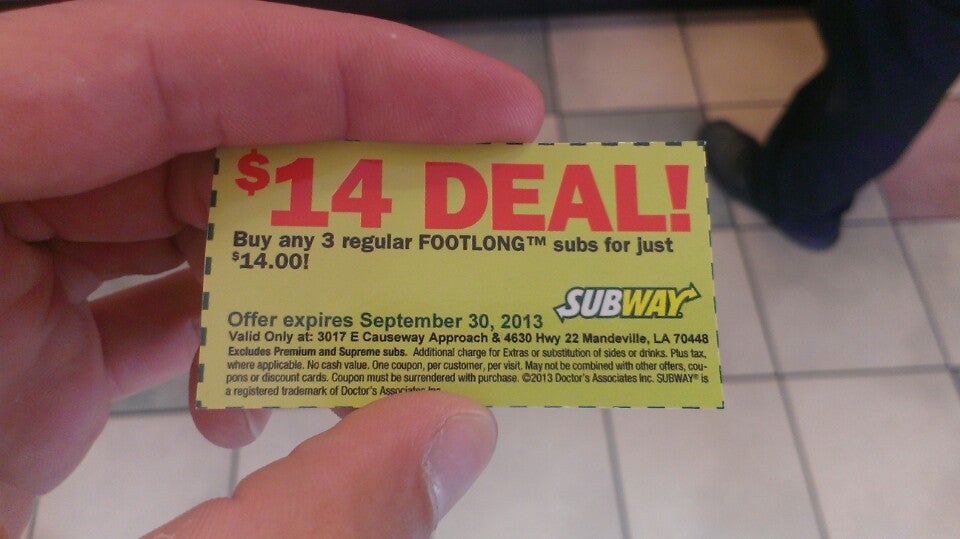 $14 DEAL!
Buy any 3 regular FOOTLONG™ subs for just
$14.00!
SUBWAY®
Offer expires September 30, 2013
Valid Only at: 3017 E Causeway Approach & 4630 Hwy 22 Mandeville, LA 70448
Excludes Premium and Supreme subs. Additional charge for Extras or substitution of sides or drinks. Plus tax,
where applicable. No cash value. One coupon, per customer, per visit. May not be combined with other offers, cou-
pons or discount cards. Coupon must be surrendered with purchase. ©2013 Doctor's Associates Inc. SUBWAY® is
a registered trademark of Doctor's Associates Inc.